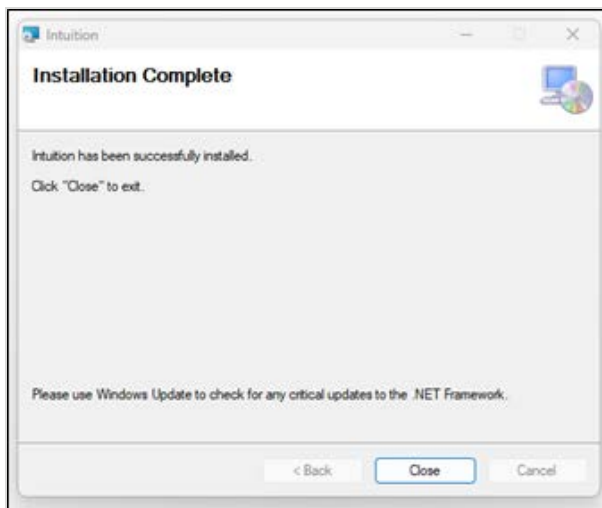 Intuition
Installation Complete
Intuition has been successfully installed.
Click "Close" to exit.
Please use Windows Update to check for any critical updates to the .NET Framework.
< Back Close Cancel